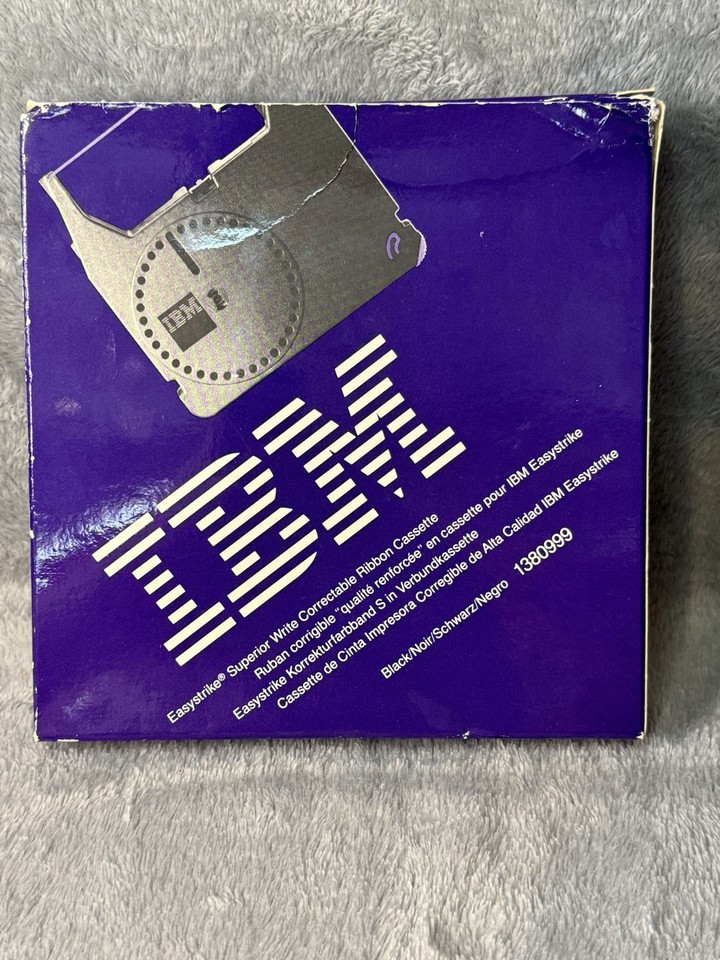 IBM
IBM
Easystrike® Superior Write Correctable Ribbon Cassette
Ruban corrigible "qualité renforcée" en cassette pour IBM Easystrike
Easystrike Korrekturfarbband S in Verbundkassette
Cassette de Cinta Impresora Corregible de Alta Calidad IBM Easystrike
Black/Noir/Schwarz/Negro 1380999